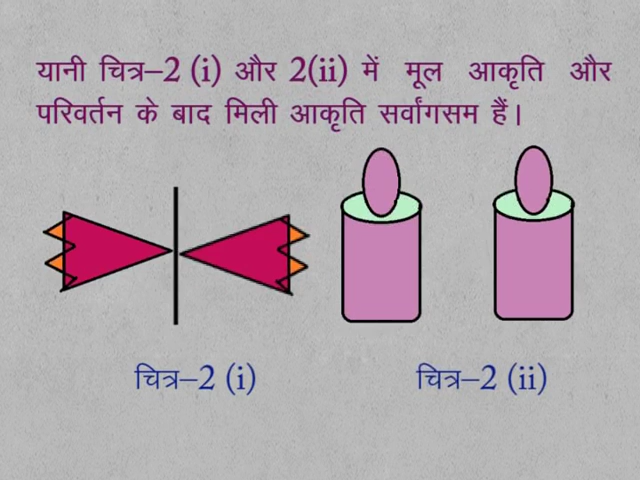 यानी चित्र–2 (i) और 2(ii) में मूल आकृति और
परिवर्तन के बाद मिली आकृति सर्वांगसम हैं।
चित्र–2 (i)
चित्र–2 (ii)